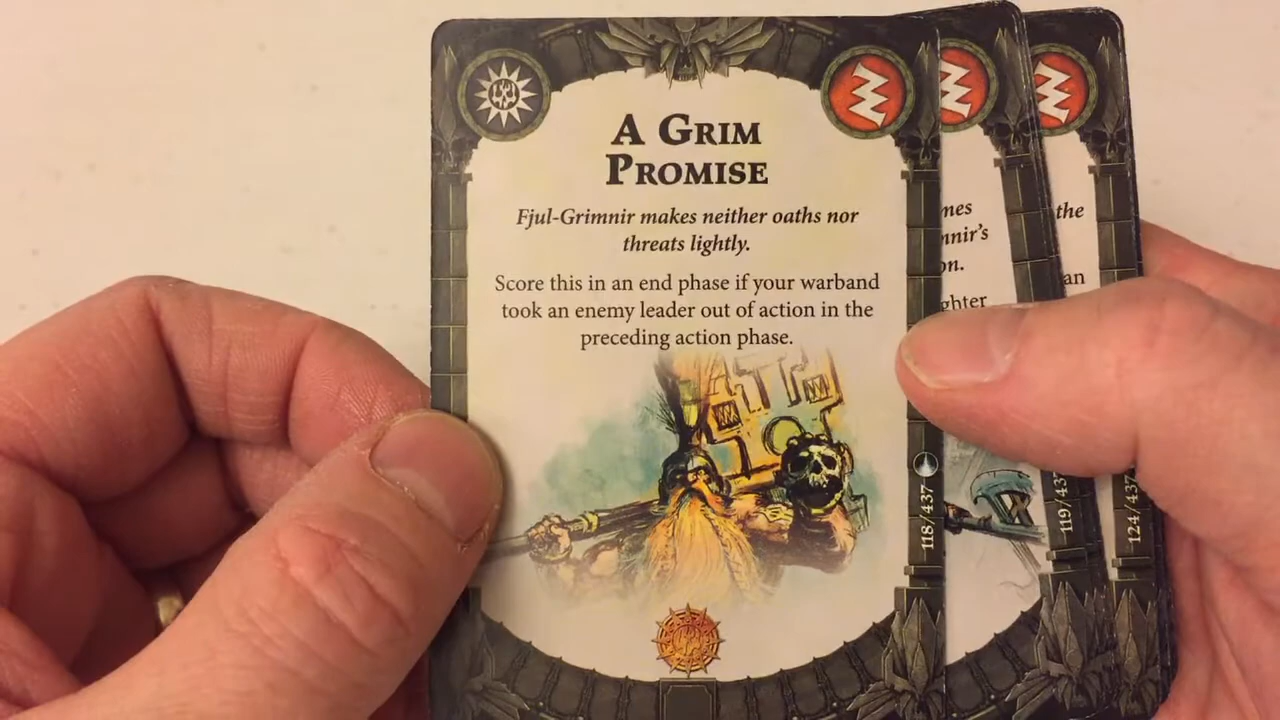 A Grim
Promise
Fjul-Grimnir makes neither oaths nor
threats lightly.
Score this in an end phase if your warband
took an enemy leader out of action in the
preceding action phase.
118/437
mes
mnir's
on.
ghter
119/437
the
an
124/437